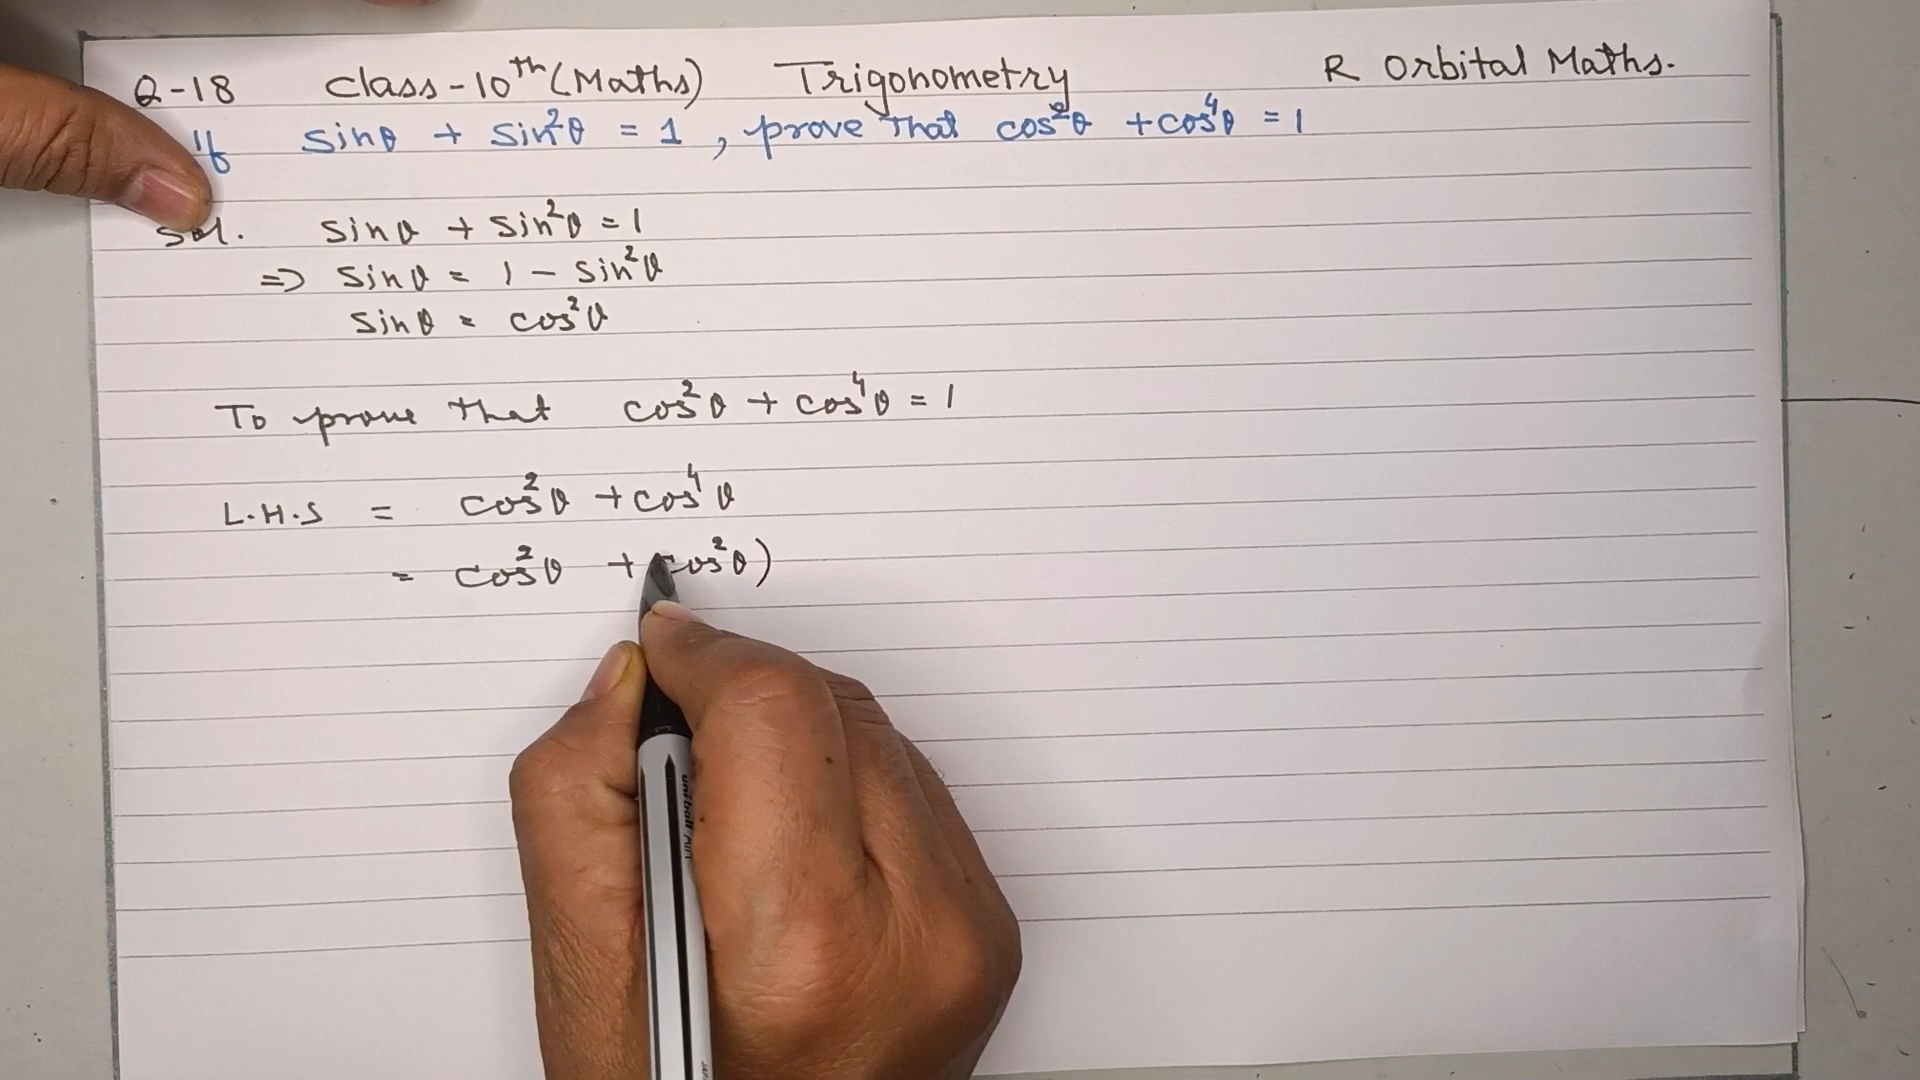 Q-18 Class-10th (Maths) Trigonometry R Orbital Maths.
If sinθ + sin²θ = 1, prove that cos²θ + cos⁴θ = 1
Sol. sinθ + sin²θ = 1
=> sinθ = 1 - sin²θ
sinθ = cos²θ
To prove that cos²θ + cos⁴θ = 1
L.H.S = cos²θ + cos⁴θ
= cos²θ + cos²θ)